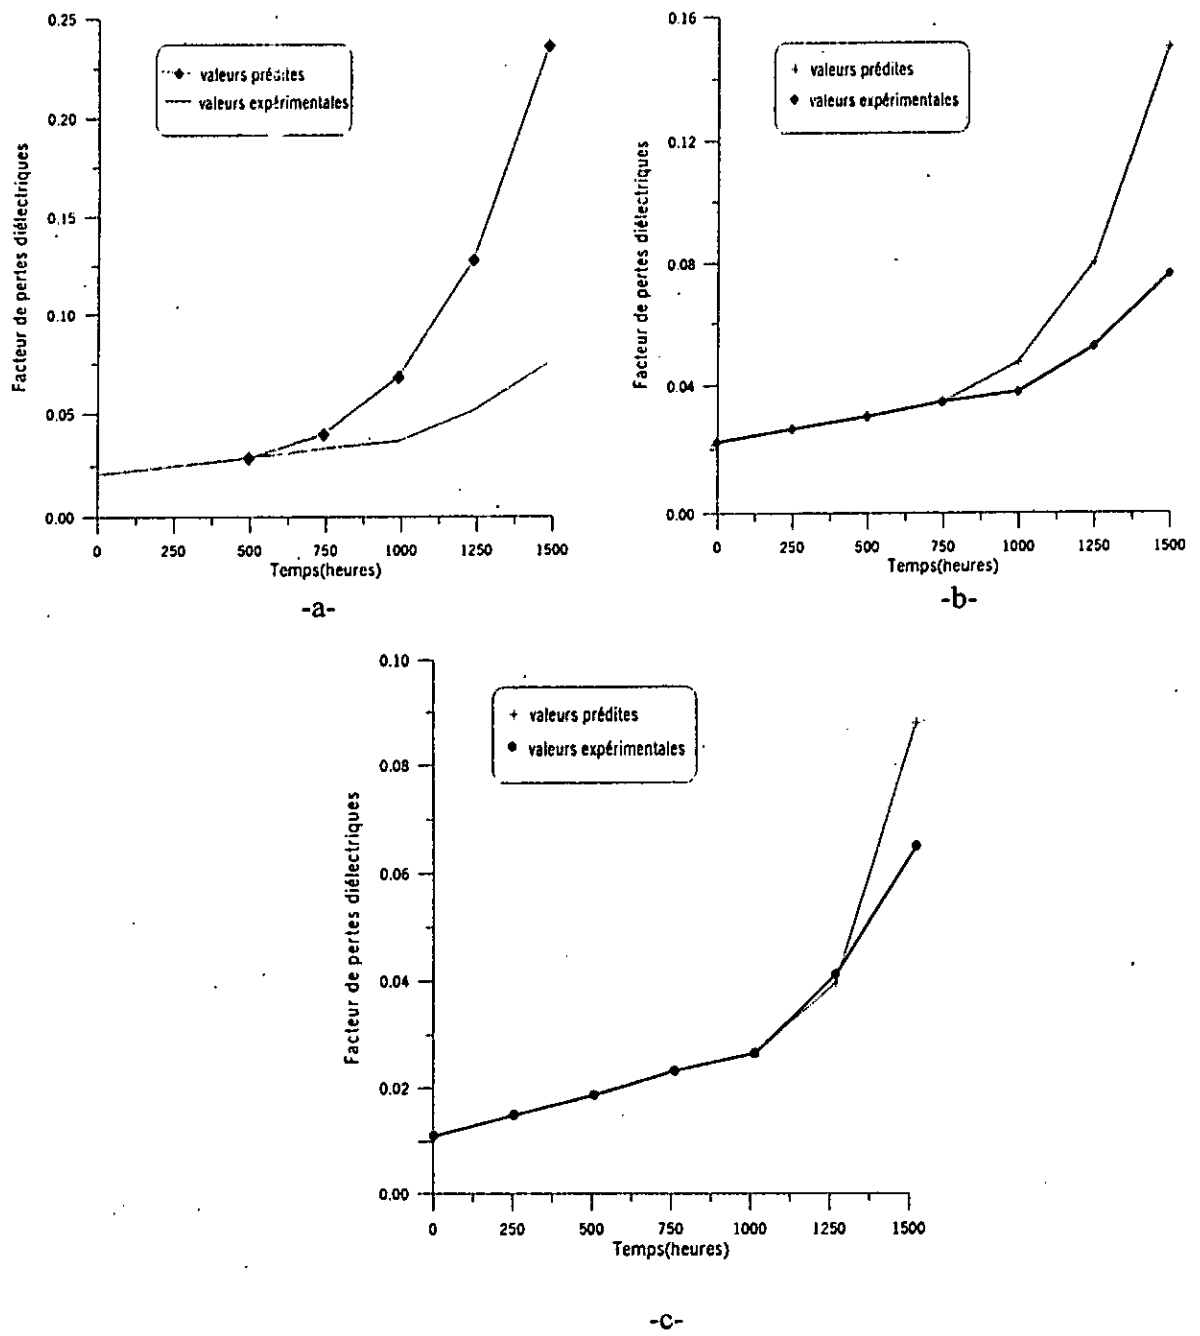 0.25
0.20
0.15
0.10
0.05
0.00
Facteur de pertes diélectriques
valeurs prédites
valeurs expérimentales
0 250 500 750 1000 1250 1500
Temps(heures)
-a-
0.16
0.12
0.08
0.04
0.00
Facteur de pertes diélectriques
valeurs prédites
valeurs expérimentales
0 250 500 750 1000 1250 1500
Temps(heures)
-b-
0.10
0.08
0.06
0.04
0.02
0.00
Facteur de pertes diélectriques
valeurs prédites
valeurs expérimentales
0 250 500 750 1000 1250 1500
Temps(heures)
-c-